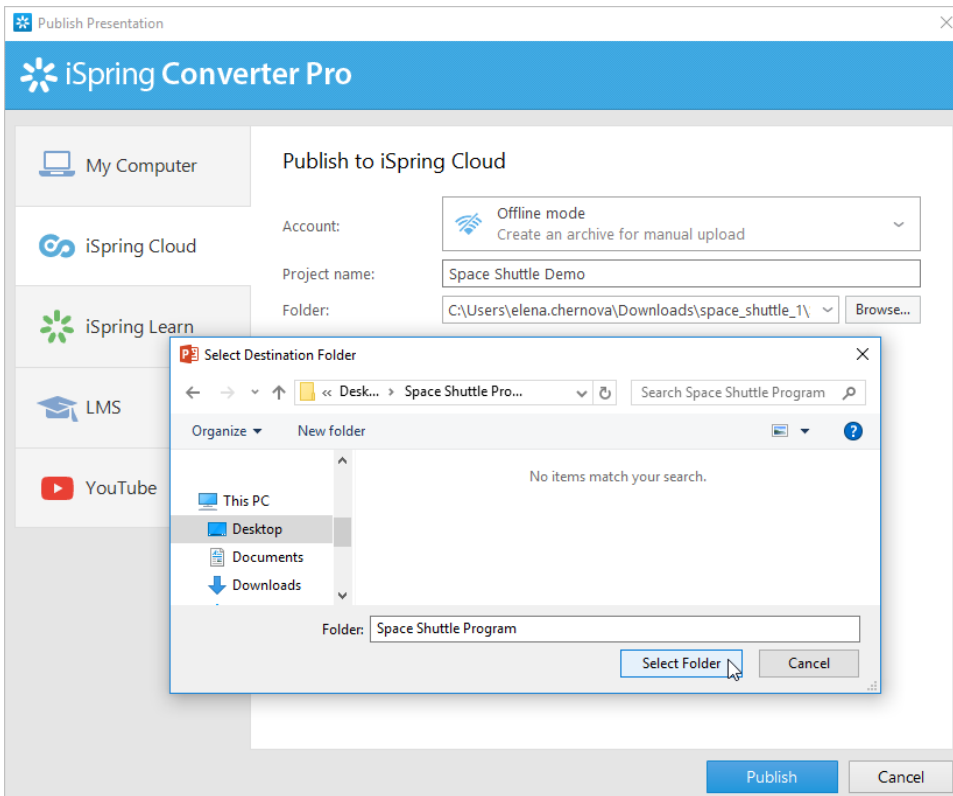 Publish Presentation
iSpring Converter Pro
My Computer
iSpring Cloud
iSpring Learn
LMS
YouTube
Publish to iSpring Cloud
Account:
Offline mode
Create an archive for manual upload
Project name:
Space Shuttle Demo
Folder:
C:\Users\elena.chernova\Downloads\space_shuttle_1\
Browse...
Select Destination Folder
« Desk... › Space Shuttle Pro...
Search Space Shuttle Program
Organize
New folder
No items match your search.
This PC
Desktop
Documents
Downloads
Folder: Space Shuttle Program
Select Folder
Cancel
Publish
Cancel